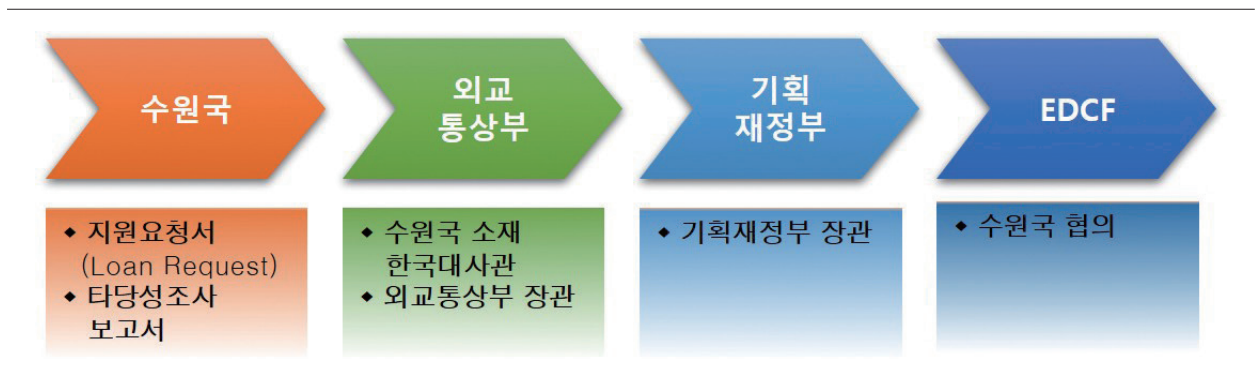 수원국
외교
통상부
기획
재정부
EDCF
◆ 지원요청서
(Loan Request)
◆ 타당성조사
보고서
◆ 수원국 소재
한국대사관
◆ 외교통상부 장관
◆ 기획재정부 장관
◆ 수원국 협의